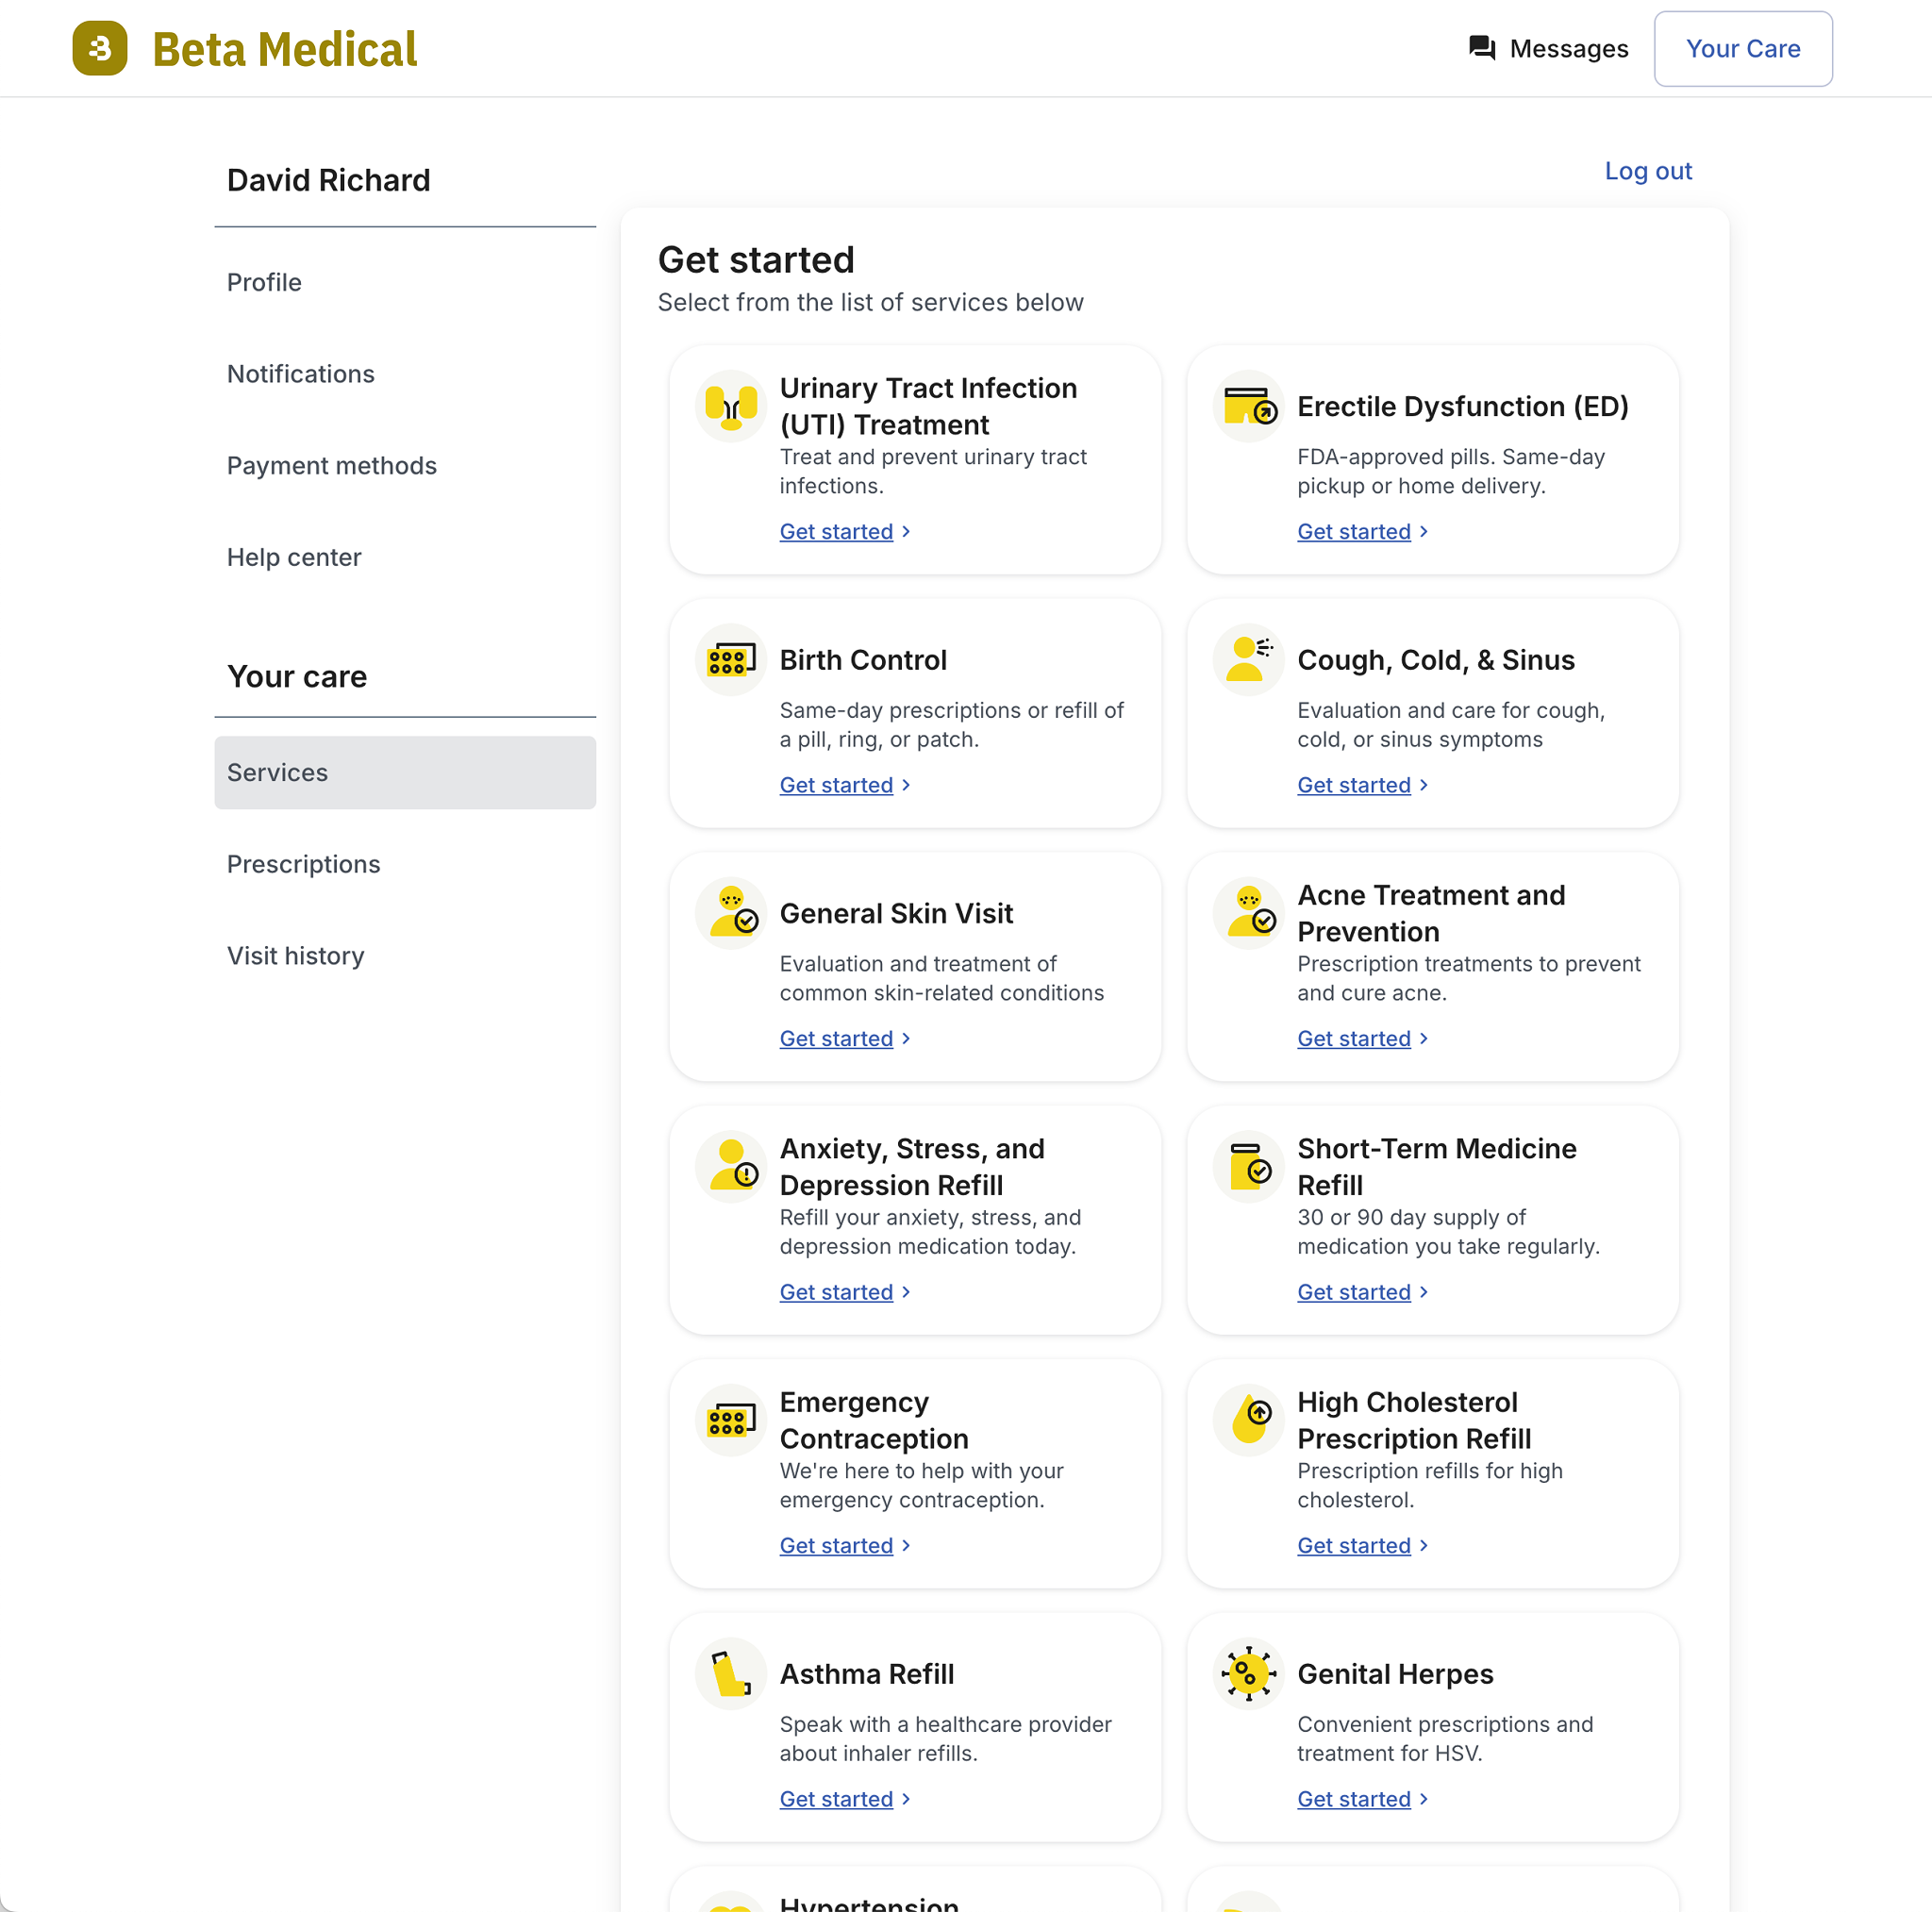 Beta Medical
Messages
Your Care
David Richard
Profile
Notifications
Payment methods
Help center
Your care
Services
Prescriptions
Visit history
Log out
Get started
Select from the list of services below
Urinary Tract Infection
(UTI) Treatment
Treat and prevent urinary tract
infections.
Get started
Erectile Dysfunction (ED)
FDA-approved pills. Same-day
pickup or home delivery.
Get started
Birth Control
Same-day prescriptions or refill of
a pill, ring, or patch.
Get started
Cough, Cold, & Sinus
Evaluation and care for cough,
cold, or sinus symptoms
Get started
General Skin Visit
Evaluation and treatment of
common skin-related conditions
Get started
Acne Treatment and
Prevention
Prescription treatments to prevent
and cure acne.
Get started
Anxiety, Stress, and
Depression Refill
Refill your anxiety, stress, and
depression medication today.
Get started
Short-Term Medicine
Refill
30 or 90 day supply of
medication you take regularly.
Get started
Emergency
Contraception
We're here to help with your
emergency contraception.
Get started
High Cholesterol
Prescription Refill
Prescription refills for high
cholesterol.
Get started
Asthma Refill
Speak with a healthcare provider
about inhaler refills.
Get started
Genital Herpes
Convenient prescriptions and
treatment for HSV.
Get started
Hypertension